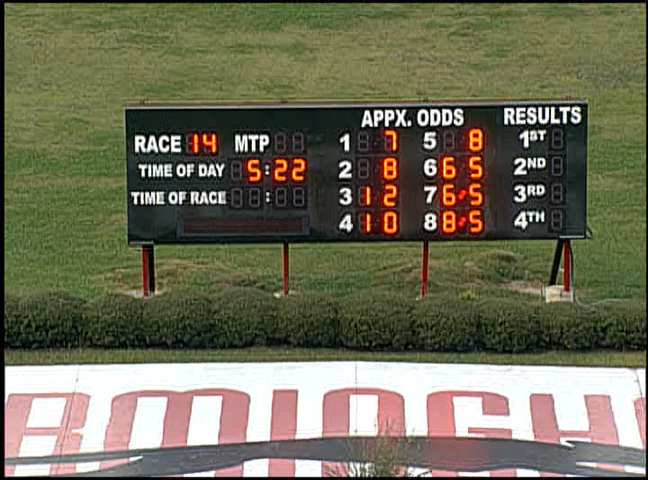 APPX. ODDS RESULTS
RACE 14 MTP 1 7 5 8 1ST
TIME OF DAY 5:22 2 8 6 6 5 2ND
TIME OF RACE : 3 12 7 6-5 3RD
4 10 8 8-5 4TH
RMINGH